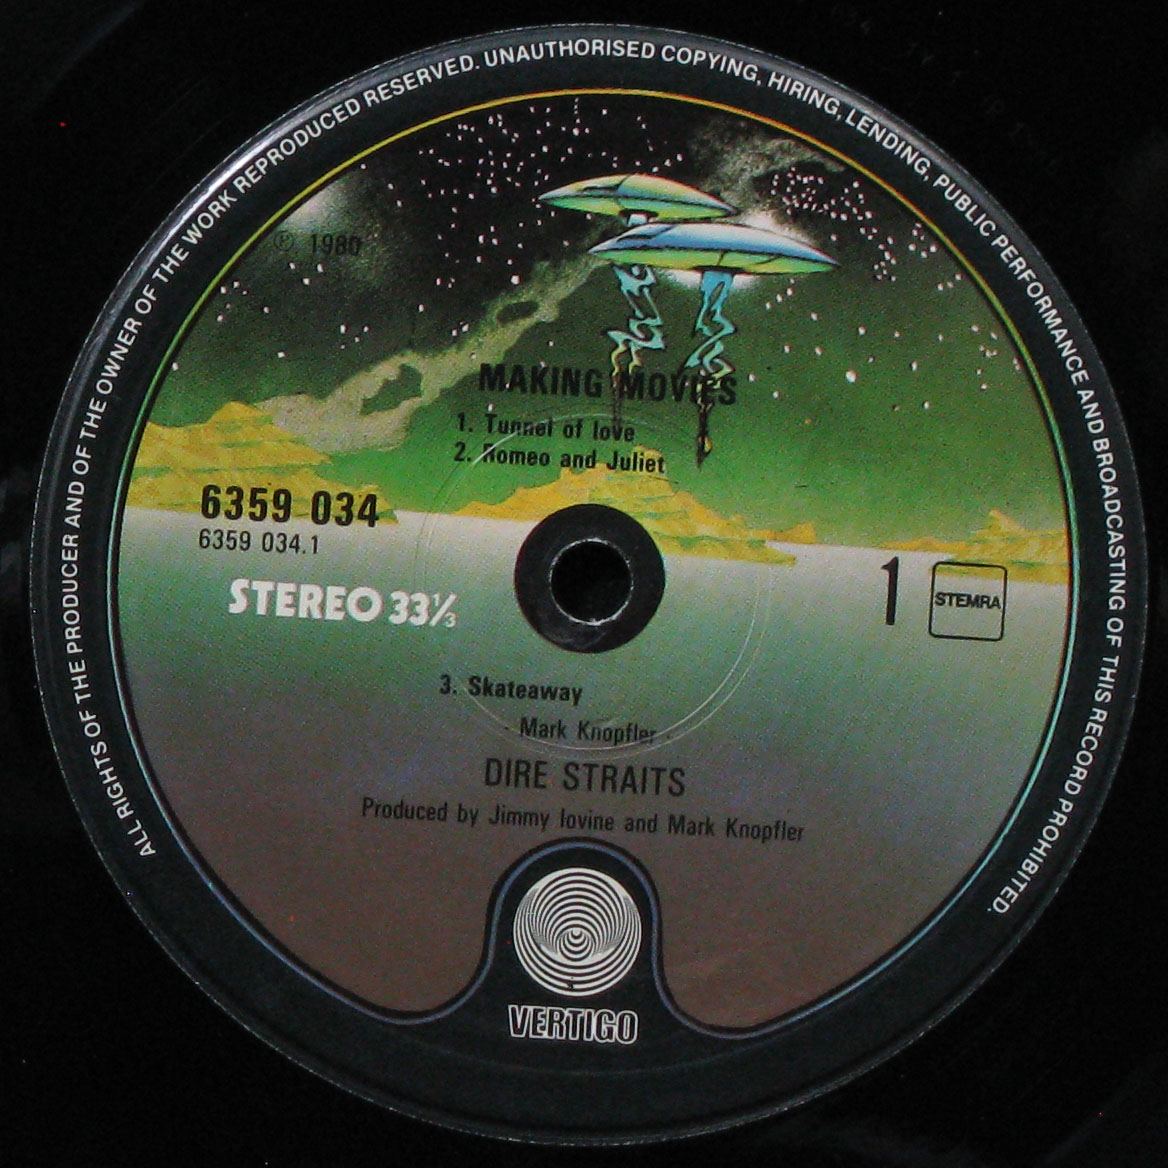 ALL RIGHTS OF THE PRODUCER AND OF THE OWNER OF THE WORK REPRODUCED RESERVED. UNAUTHORISED COPYING, HIRING, LENDING, PUBLIC PERFORMANCE AND BROADCASTING OF THIS RECORD PROHIBITED.
℗ 1980
MAKING MOVIES
1. Tunnel of love
2. Romeo and Juliet
6359 034
6359 034.1
STEREO 33⅓
1
STEMRA
3. Skateaway
- Mark Knopfler -
DIRE STRAITS
Produced by Jimmy Iovine and Mark Knopfler
VERTIGO